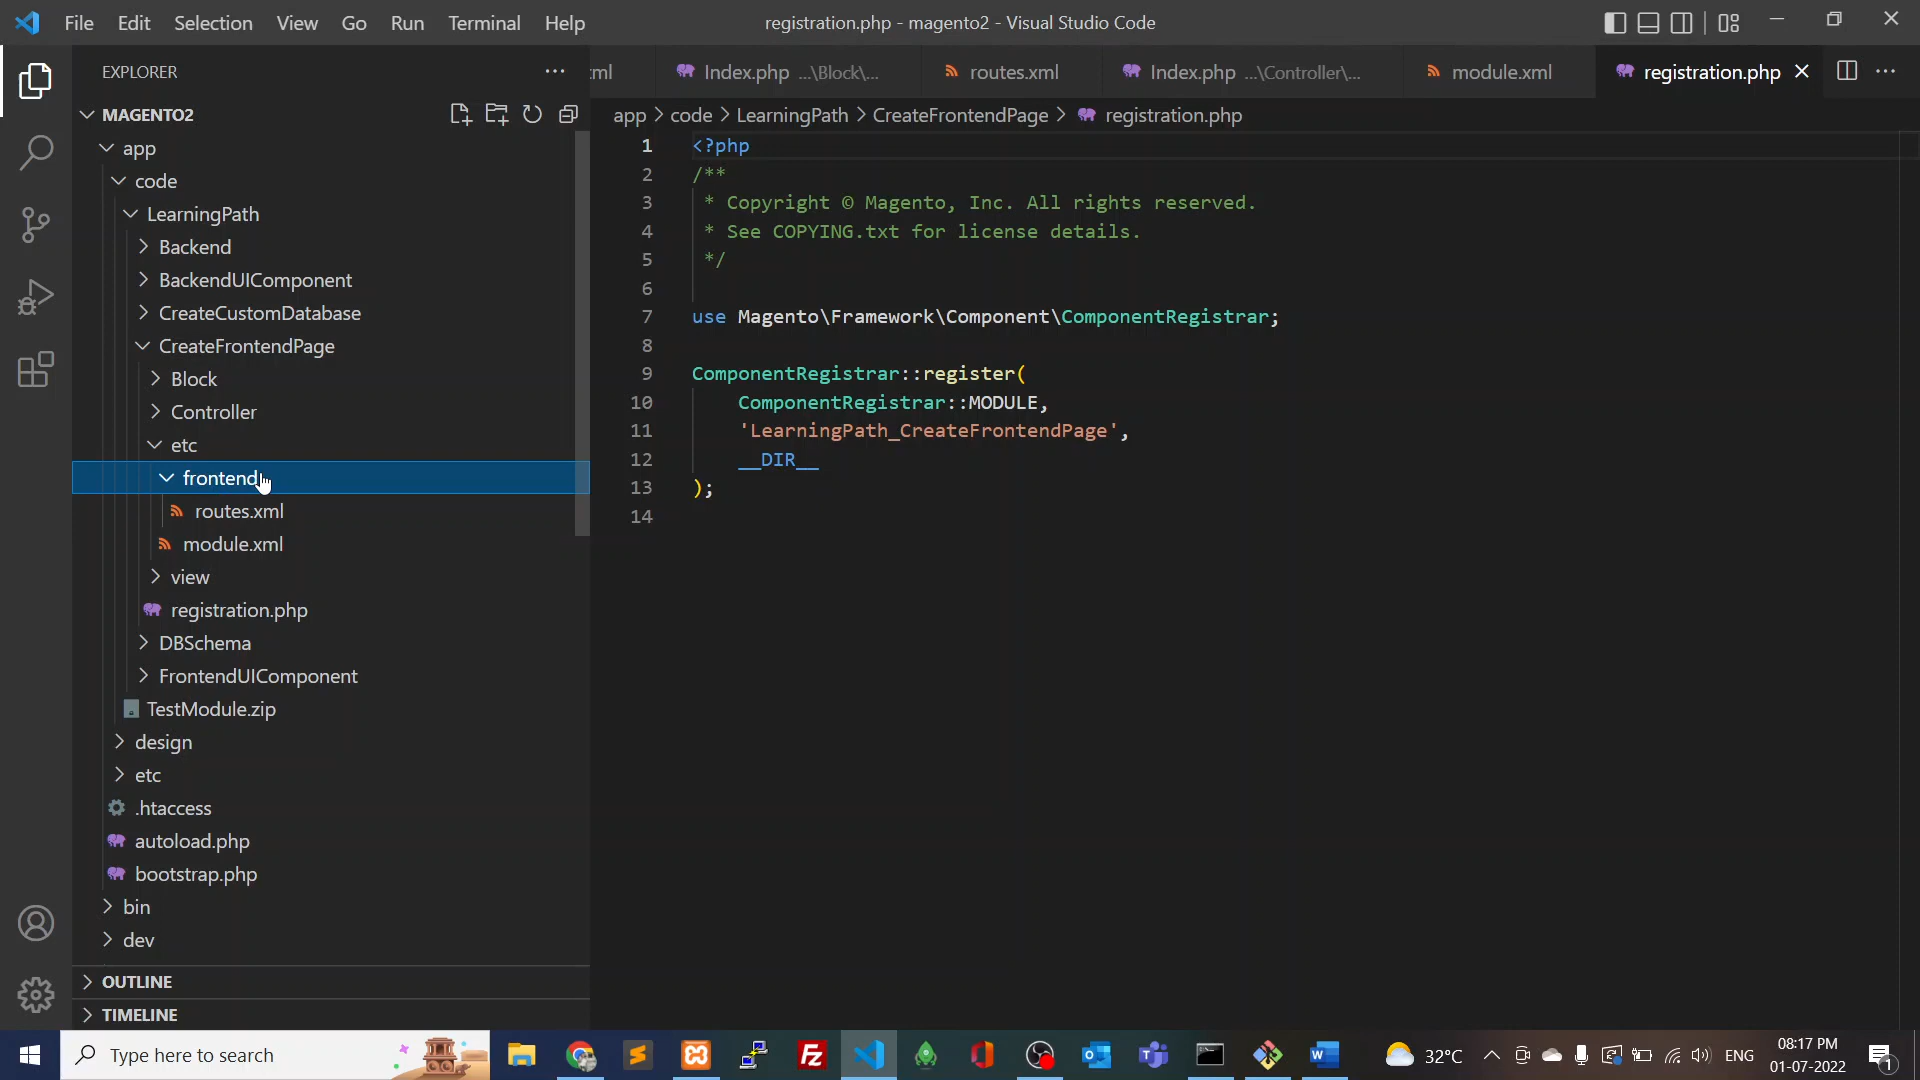 File Edit Selection View Go Run Terminal Help
registration.php - magento2 - Visual Studio Code
EXPLORER
MAGENTO2
app
code
LearningPath
Backend
BackendUIComponent
CreateCustomDatabase
CreateFrontendPage
Block
Controller
etc
frontend
routes.xml
module.xml
view
registration.php
DBSchema
FrontendUIComponent
TestModule.zip
design
etc
.htaccess
autoload.php
bootstrap.php
bin
dev
OUTLINE
TIMELINE
Index.php ...\Block\... routes.xml Index.php ...\Controller\... module.xml registration.php
app > code > LearningPath > CreateFrontendPage > registration.php
1 <?php
2 /**
3 * Copyright © Magento, Inc. All rights reserved.
4 * See COPYING.txt for license details.
5 */
6
7 use Magento\Framework\Component\ComponentRegistrar;
8
9 ComponentRegistrar::register(
10 ComponentRegistrar::MODULE,
11 'LearningPath_CreateFrontendPage',
12 __DIR__
13 );
14
Type here to search
32°C
ENG
08:17 PM
01-07-2022
1